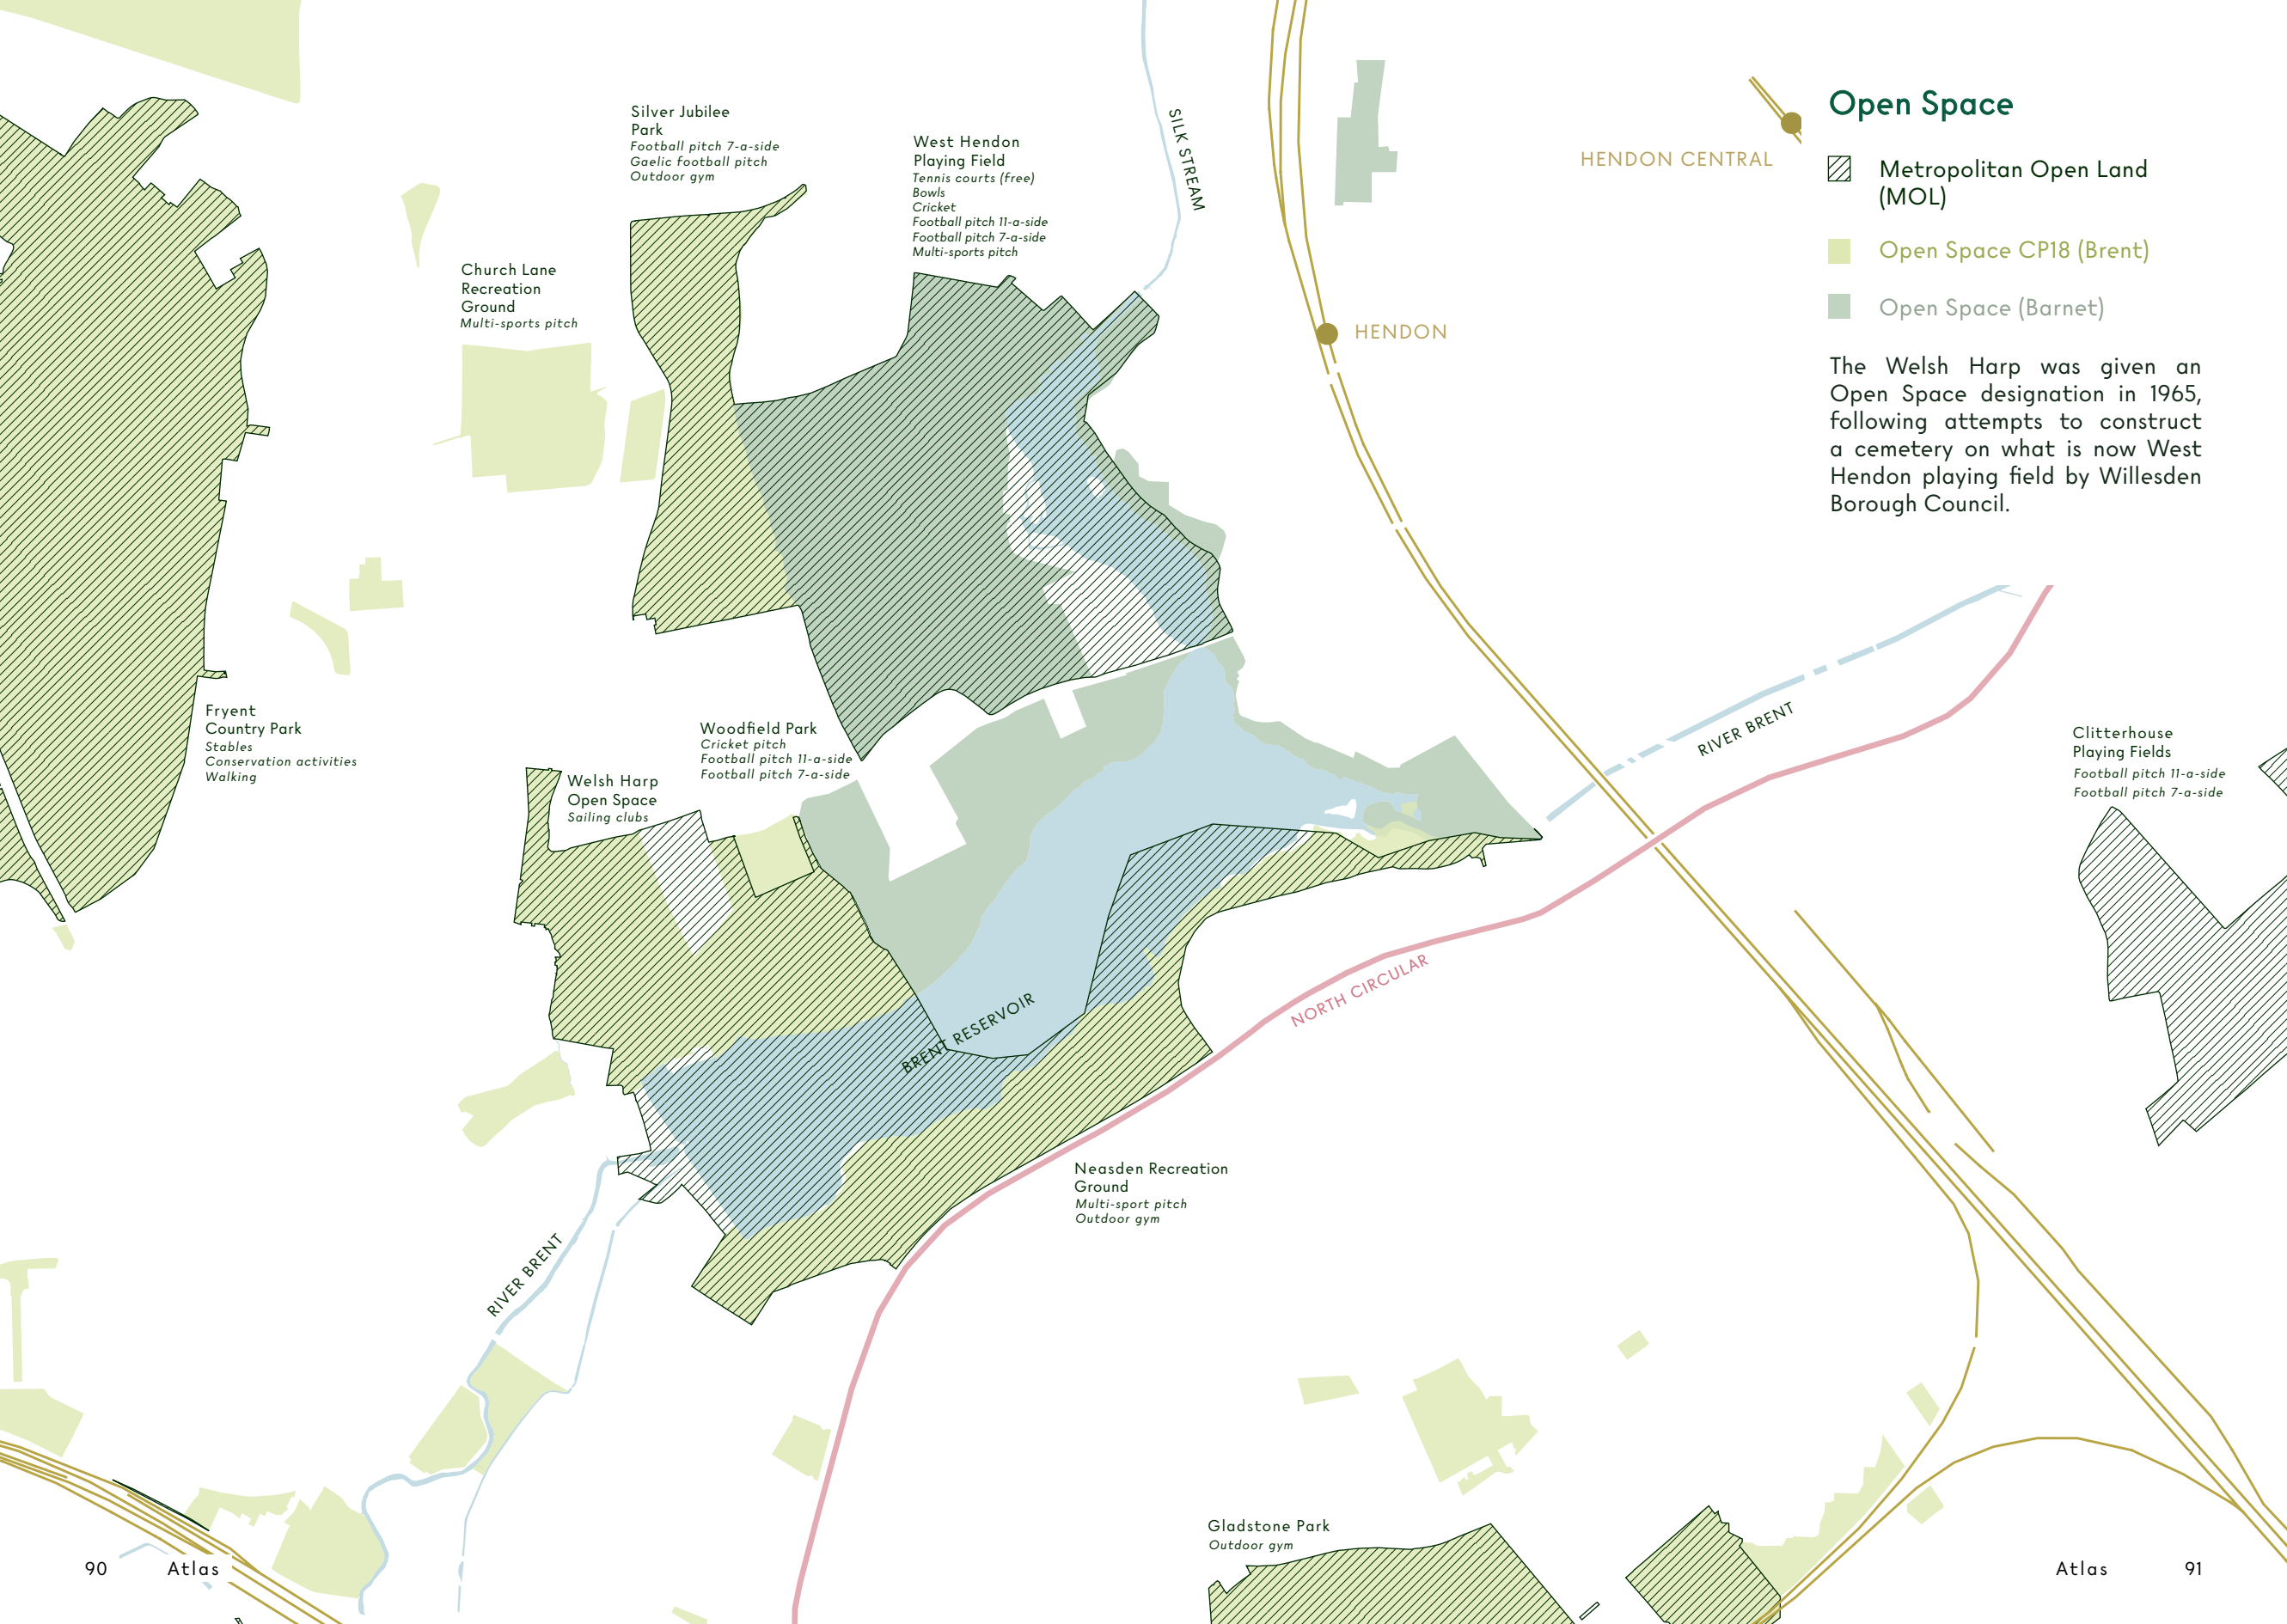 Silver Jubilee
Park
Football pitch 7-a-side
Gaelic football pitch
Outdoor gym
West Hendon
Playing Field
Tennis courts (free)
Bowls
Cricket
Football pitch 11-a-side
Football pitch 7-a-side
Multi-sports pitch
SILK STREAM
HENDON CENTRAL
HENDON
Open Space
Metropolitan Open Land
(MOL)
Open Space CP18 (Brent)
Open Space (Barnet)
The Welsh Harp was given an
Open Space designation in 1965,
following attempts to construct
a cemetery on what is now West
Hendon playing field by Willesden
Borough Council.
Church Lane
Recreation
Ground
Multi-sports pitch
Fryent
Country Park
Stables
Conservation activities
Walking
Woodfield Park
Cricket pitch
Football pitch 11-a-side
Football pitch 7-a-side
Welsh Harp
Open Space
Sailing clubs
RIVER BRENT
Clitterhouse
Playing Fields
Football pitch 11-a-side
Football pitch 7-a-side
NORTH CIRCULAR
BRENT RESERVOIR
Neasden Recreation
Ground
Multi-sport pitch
Outdoor gym
RIVER BRENT
Gladstone Park
Outdoor gym
90 Atlas
Atlas 91